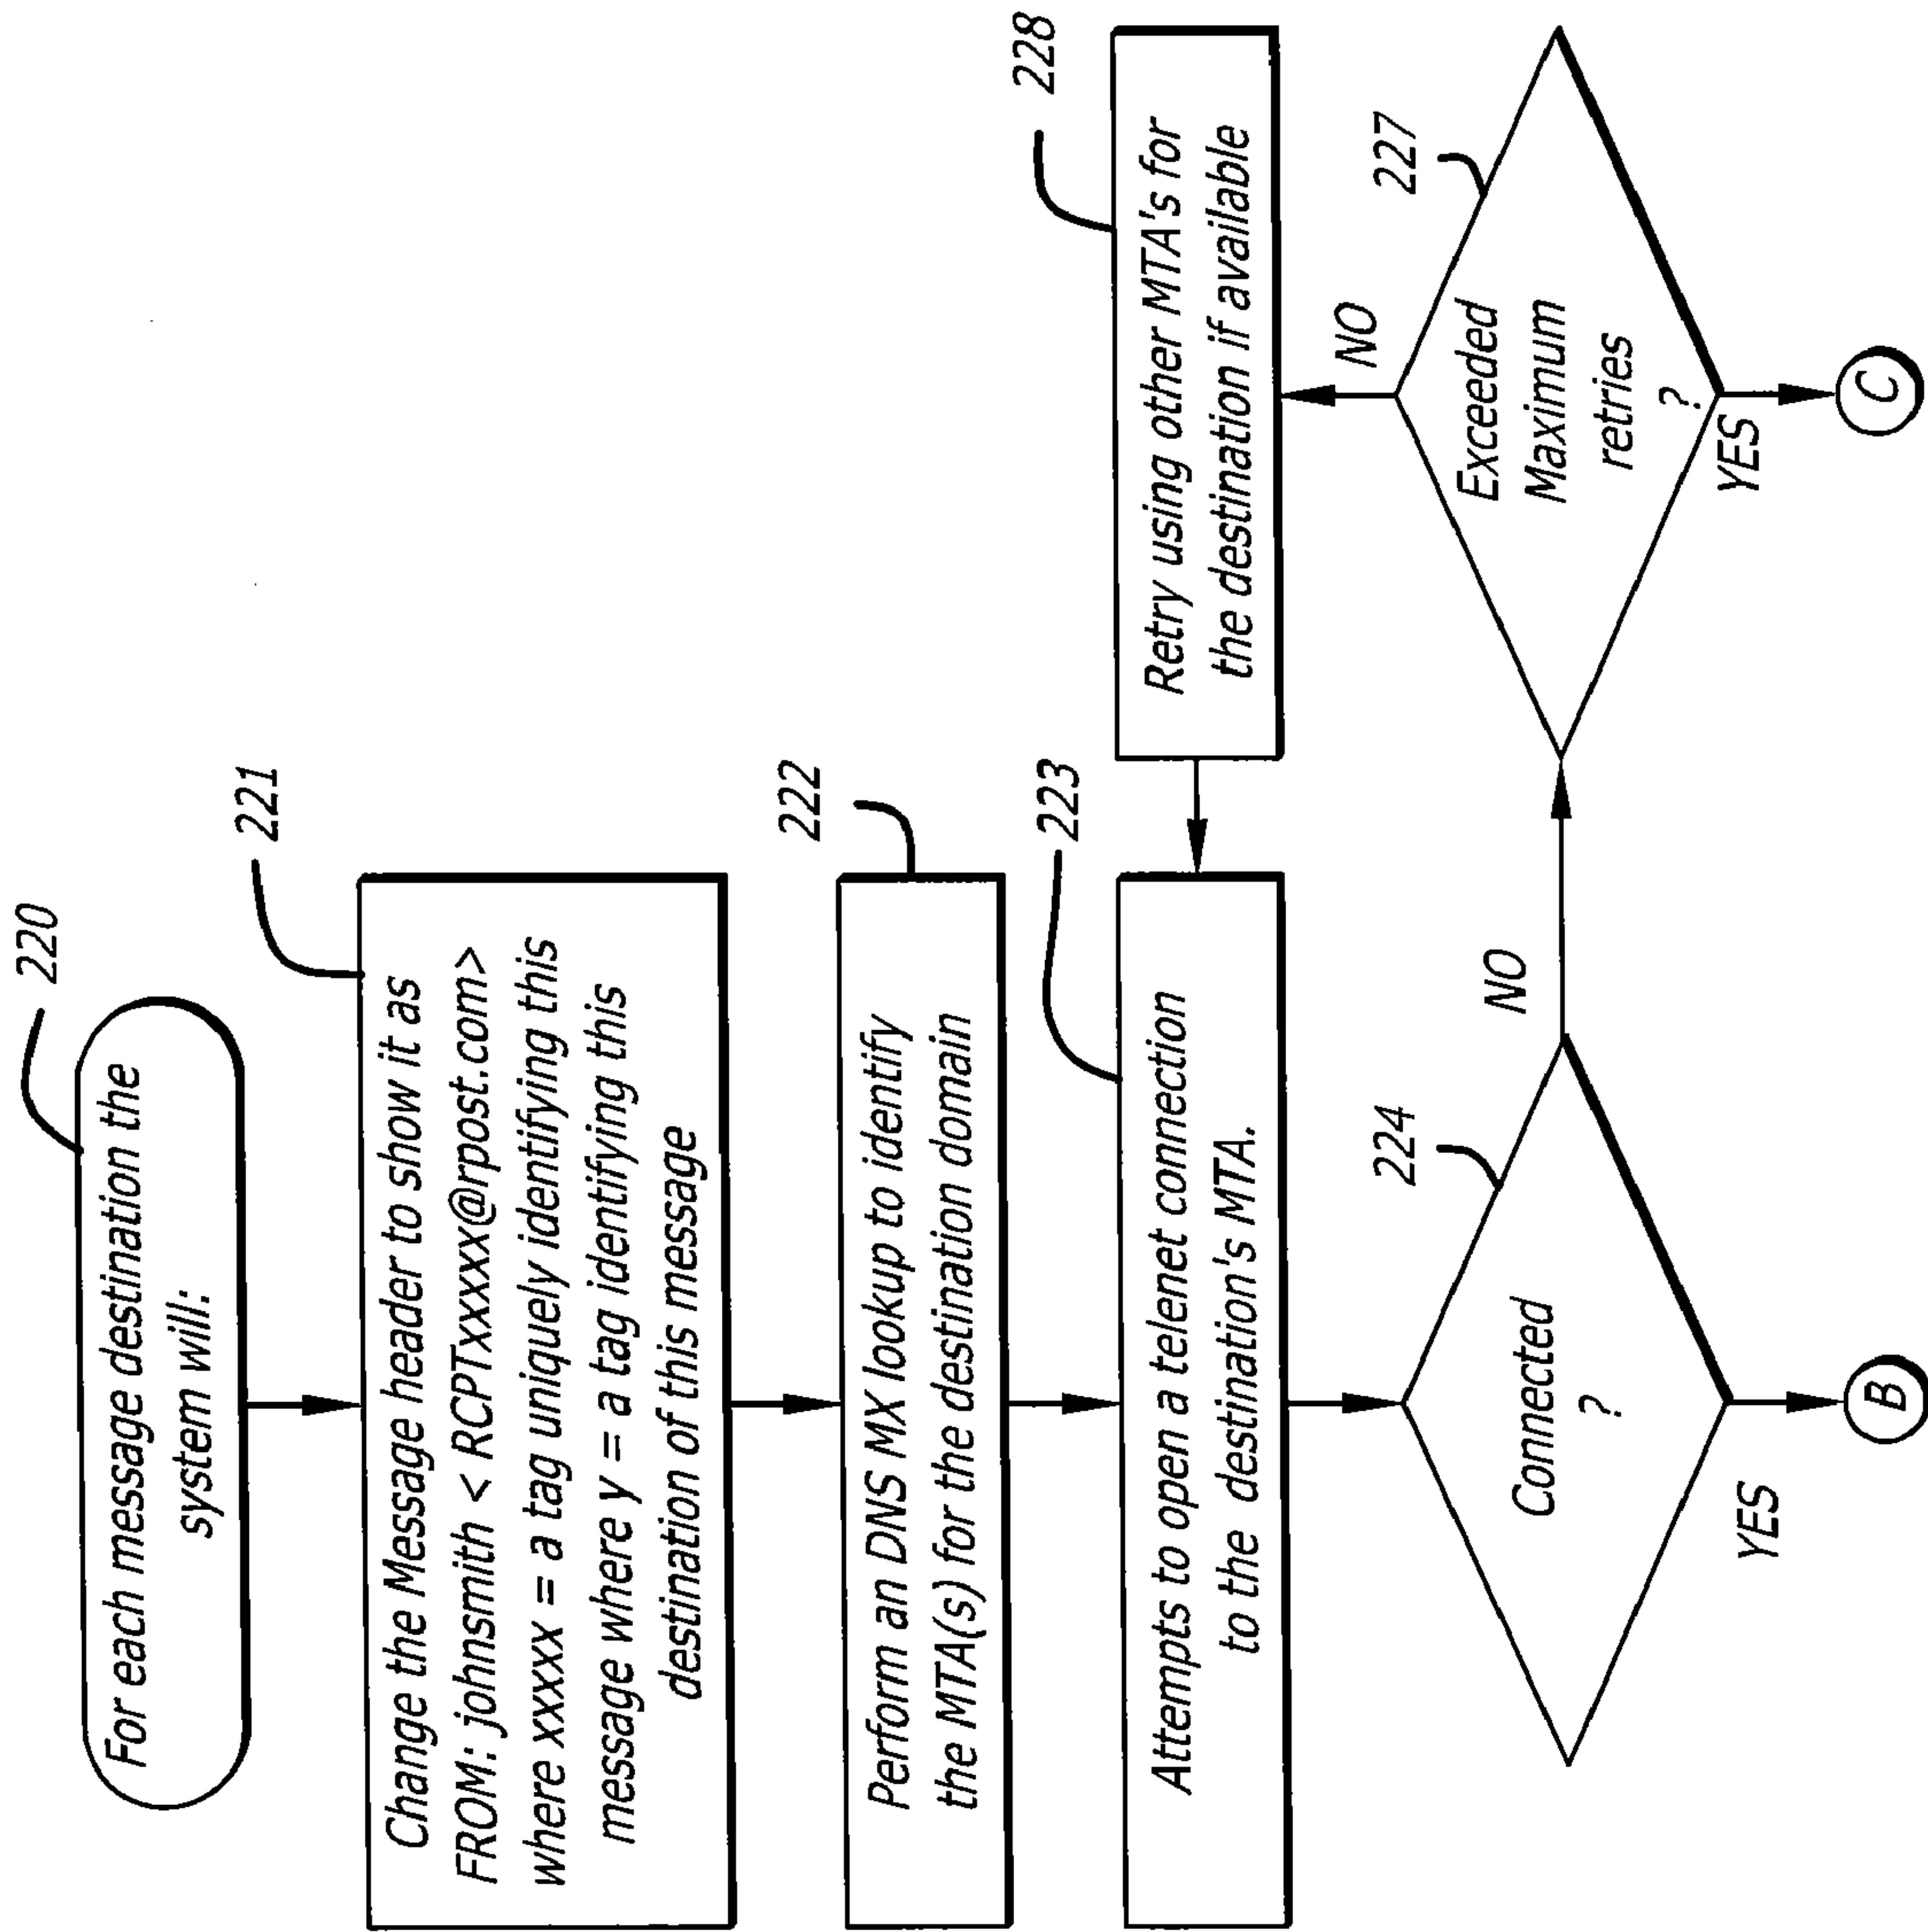 220
For each message destination the
system will:
221
Change the Message header to show it as
FROM: johnsmith < RCPTxxxxx@rpost.com>
where xxxx = a tag uniquely identifying this
message where y = a tag identifying this
destination of this message
222
Perform an DNS MX lookup to identify
the MTA(s) for the destination domain
223
Attempts to open a telenet connection
to the destination's MTA.
228
Retry using other MTA's for
the destination if available
224
Connected
?
NO
YES
B
227
Exceeded
Maximum
retries
?
NO
YES
C